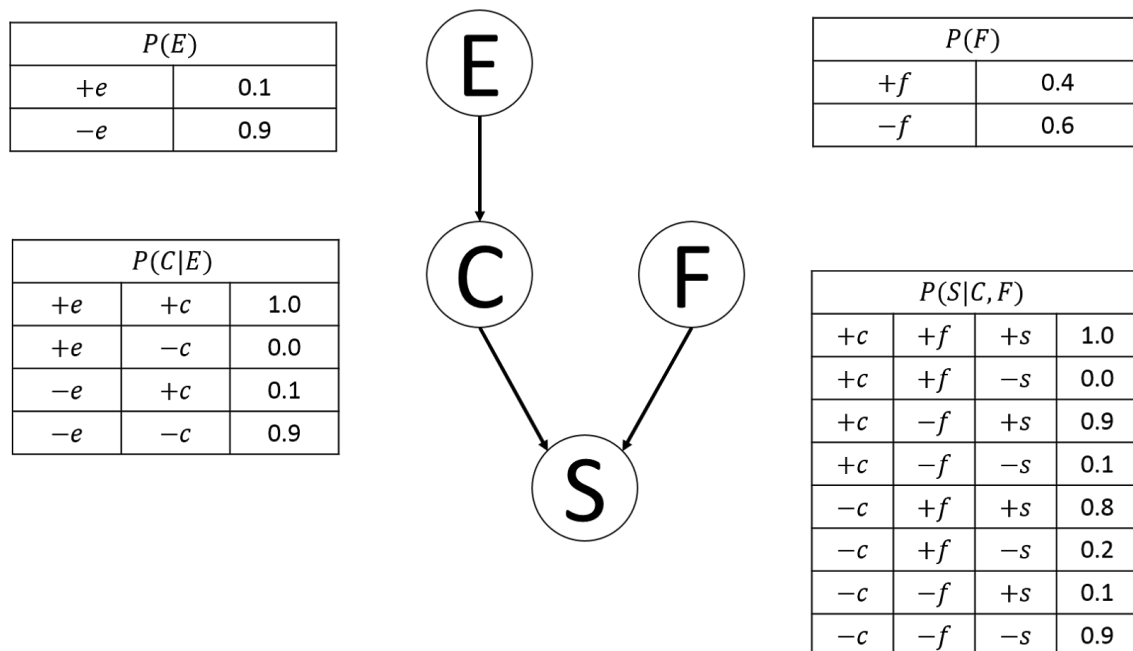 P(E)
+e 0.1
−e 0.9
E
P(F)
+f 0.4
−f 0.6
P(C|E)
+e +c 1.0
+e −c 0.0
−e +c 0.1
−e −c 0.9
C
F
S
P(S|C, F)
+c +f +s 1.0
+c +f −s 0.0
+c −f +s 0.9
+c −f −s 0.1
−c +f +s 0.8
−c +f −s 0.2
−c −f +s 0.1
−c −f −s 0.9